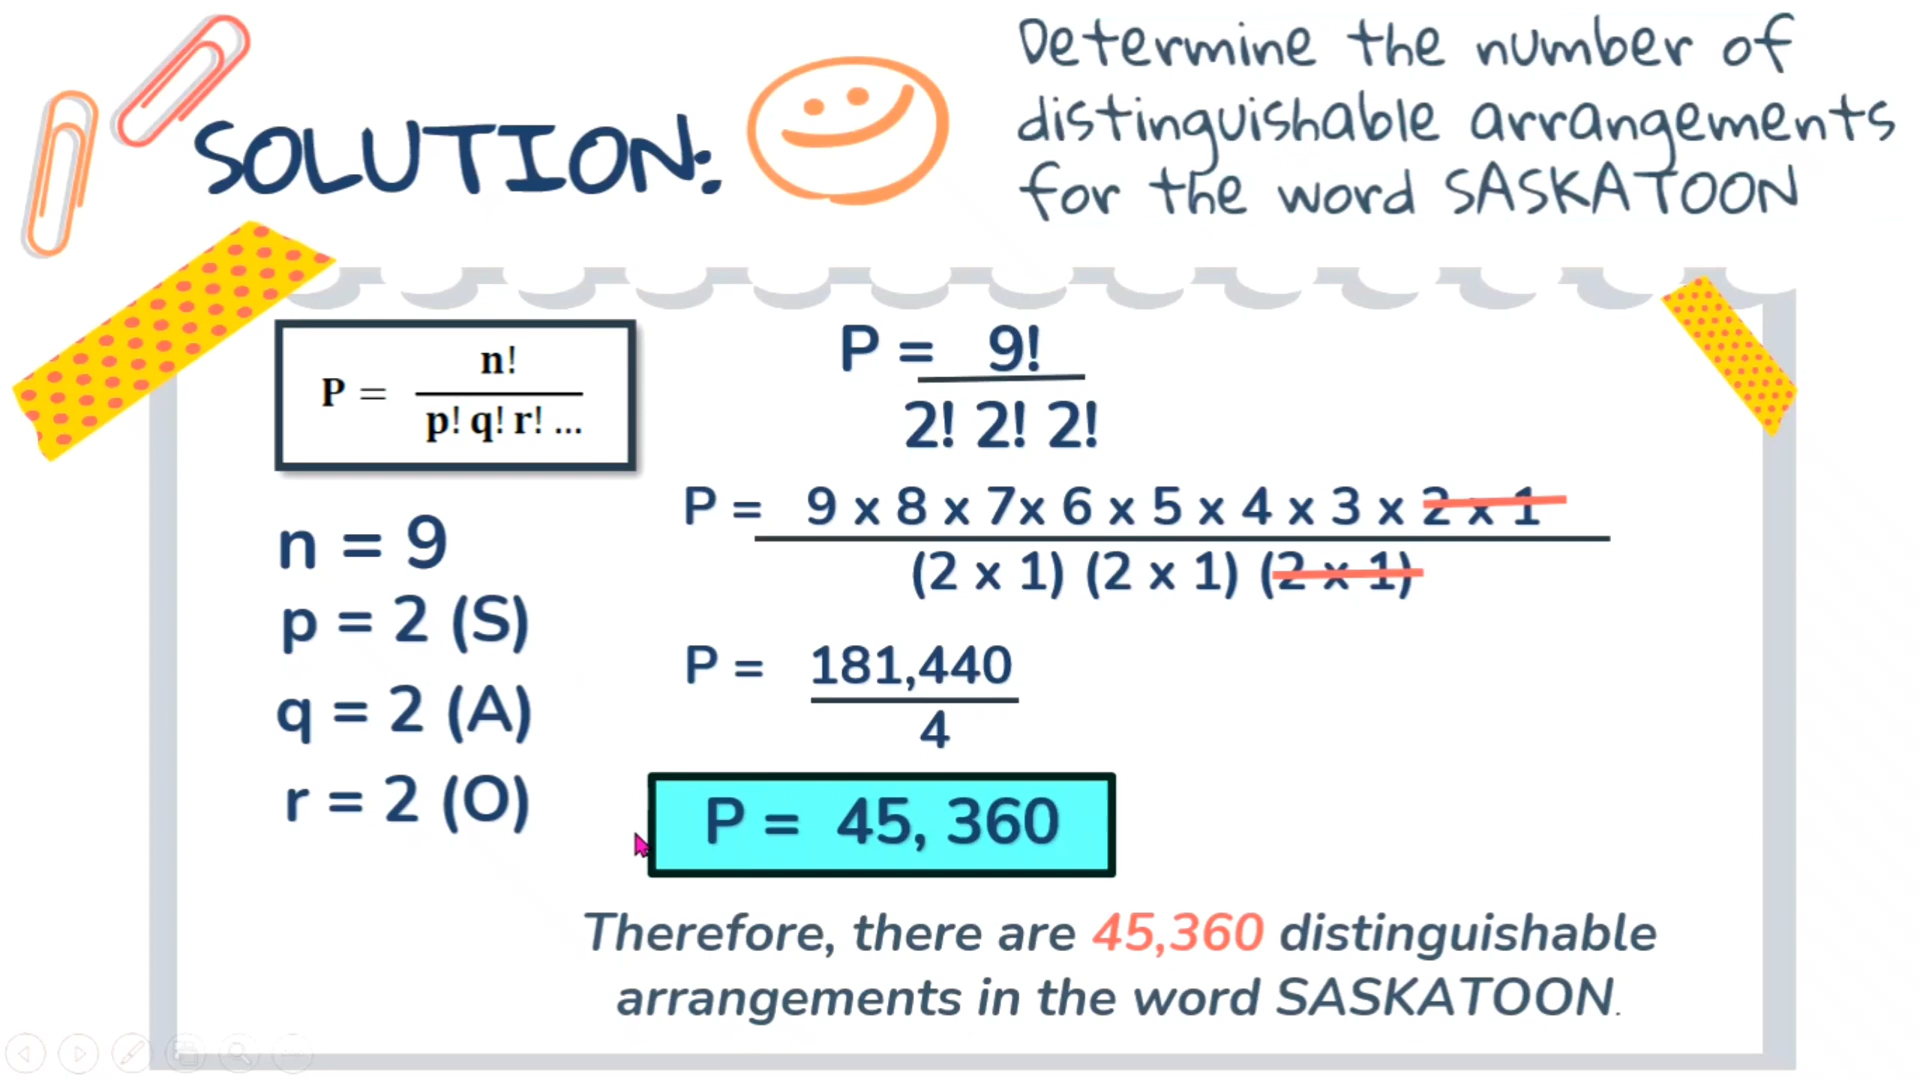 SOLUTION:
Determine the number of
distinguishable arrangements
for the word SASKATOON
P = n!
p! q! r! ...
n = 9
p = 2 (S)
q = 2 (A)
r = 2 (O)
P = 9!
2! 2! 2!
P = 9 x 8 x 7x 6 x 5 x 4 x 3 x 2 x 1
(2 x 1) (2 x 1) (2 x 1)
P = 181,440
4
P = 45, 360
Therefore, there are 45,360 distinguishable
arrangements in the word SASKATOON.